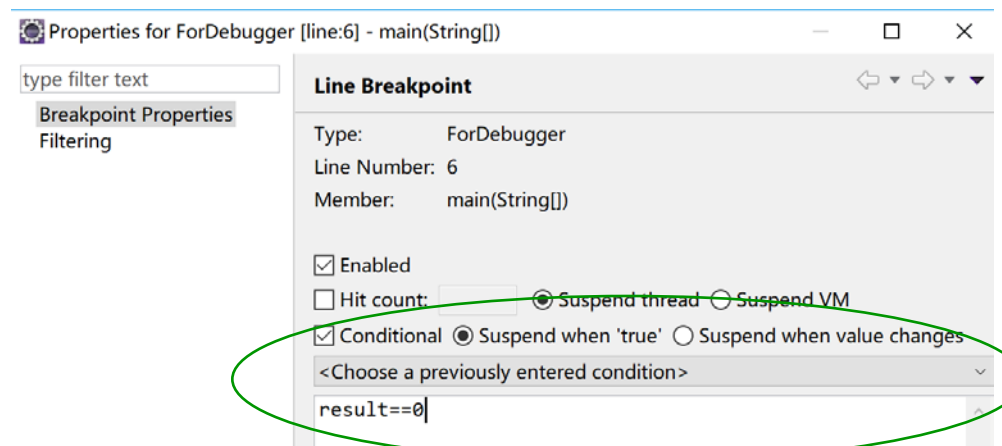 Properties for ForDebugger [line:6] - main(String[])
type filter text
Breakpoint Properties
Filtering
Line Breakpoint
Type: ForDebugger
Line Number: 6
Member: main(String[])
Enabled
Hit count: Suspend thread Suspend VM
Conditional Suspend when 'true' Suspend when value changes
<Choose a previously entered condition>
result==0